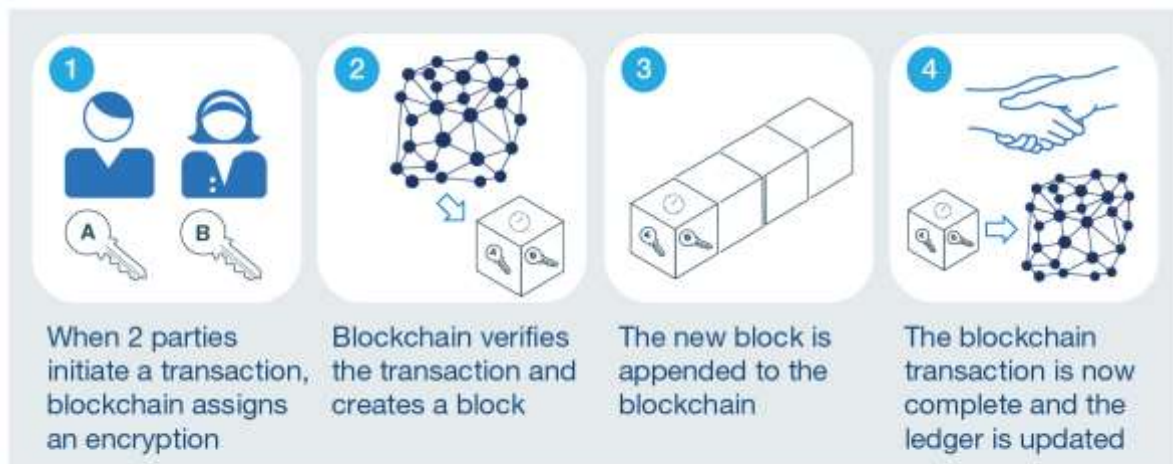 1
A
B
When 2 parties
initiate a transaction,
blockchain assigns
an encryption
2
A
B
Blockchain verifies
the transaction and
creates a block
3
A
B
The new block is
appended to the
blockchain
4
A
B
The blockchain
transaction is now
complete and the
ledger is updated